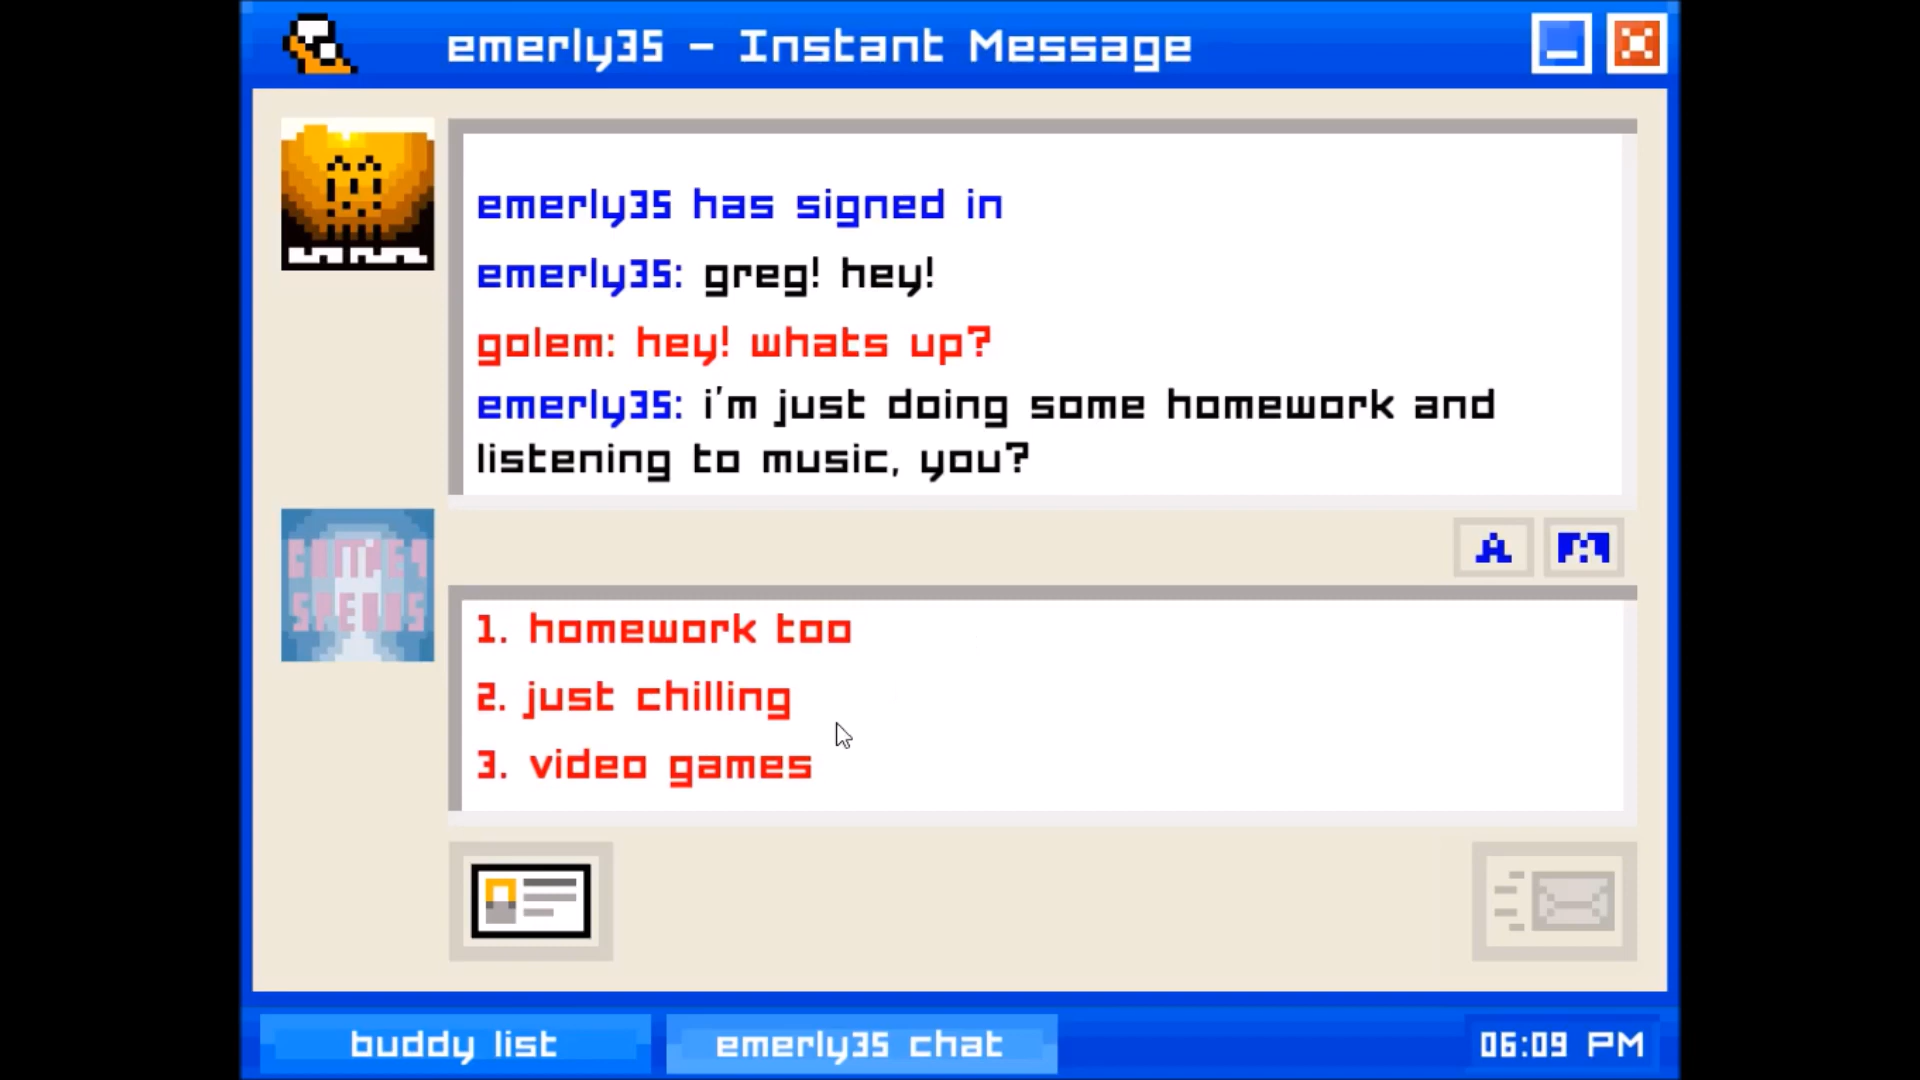 emerly35 - Instant Message
emerly35 has signed in
emerly35: greg! hey!
golem: hey! whats up?
emerly35: i'm just doing some homework and
listening to music, you?
A
1. homework too
2. just chilling
3. video games
buddy list
emerly35 chat
06:09 PM